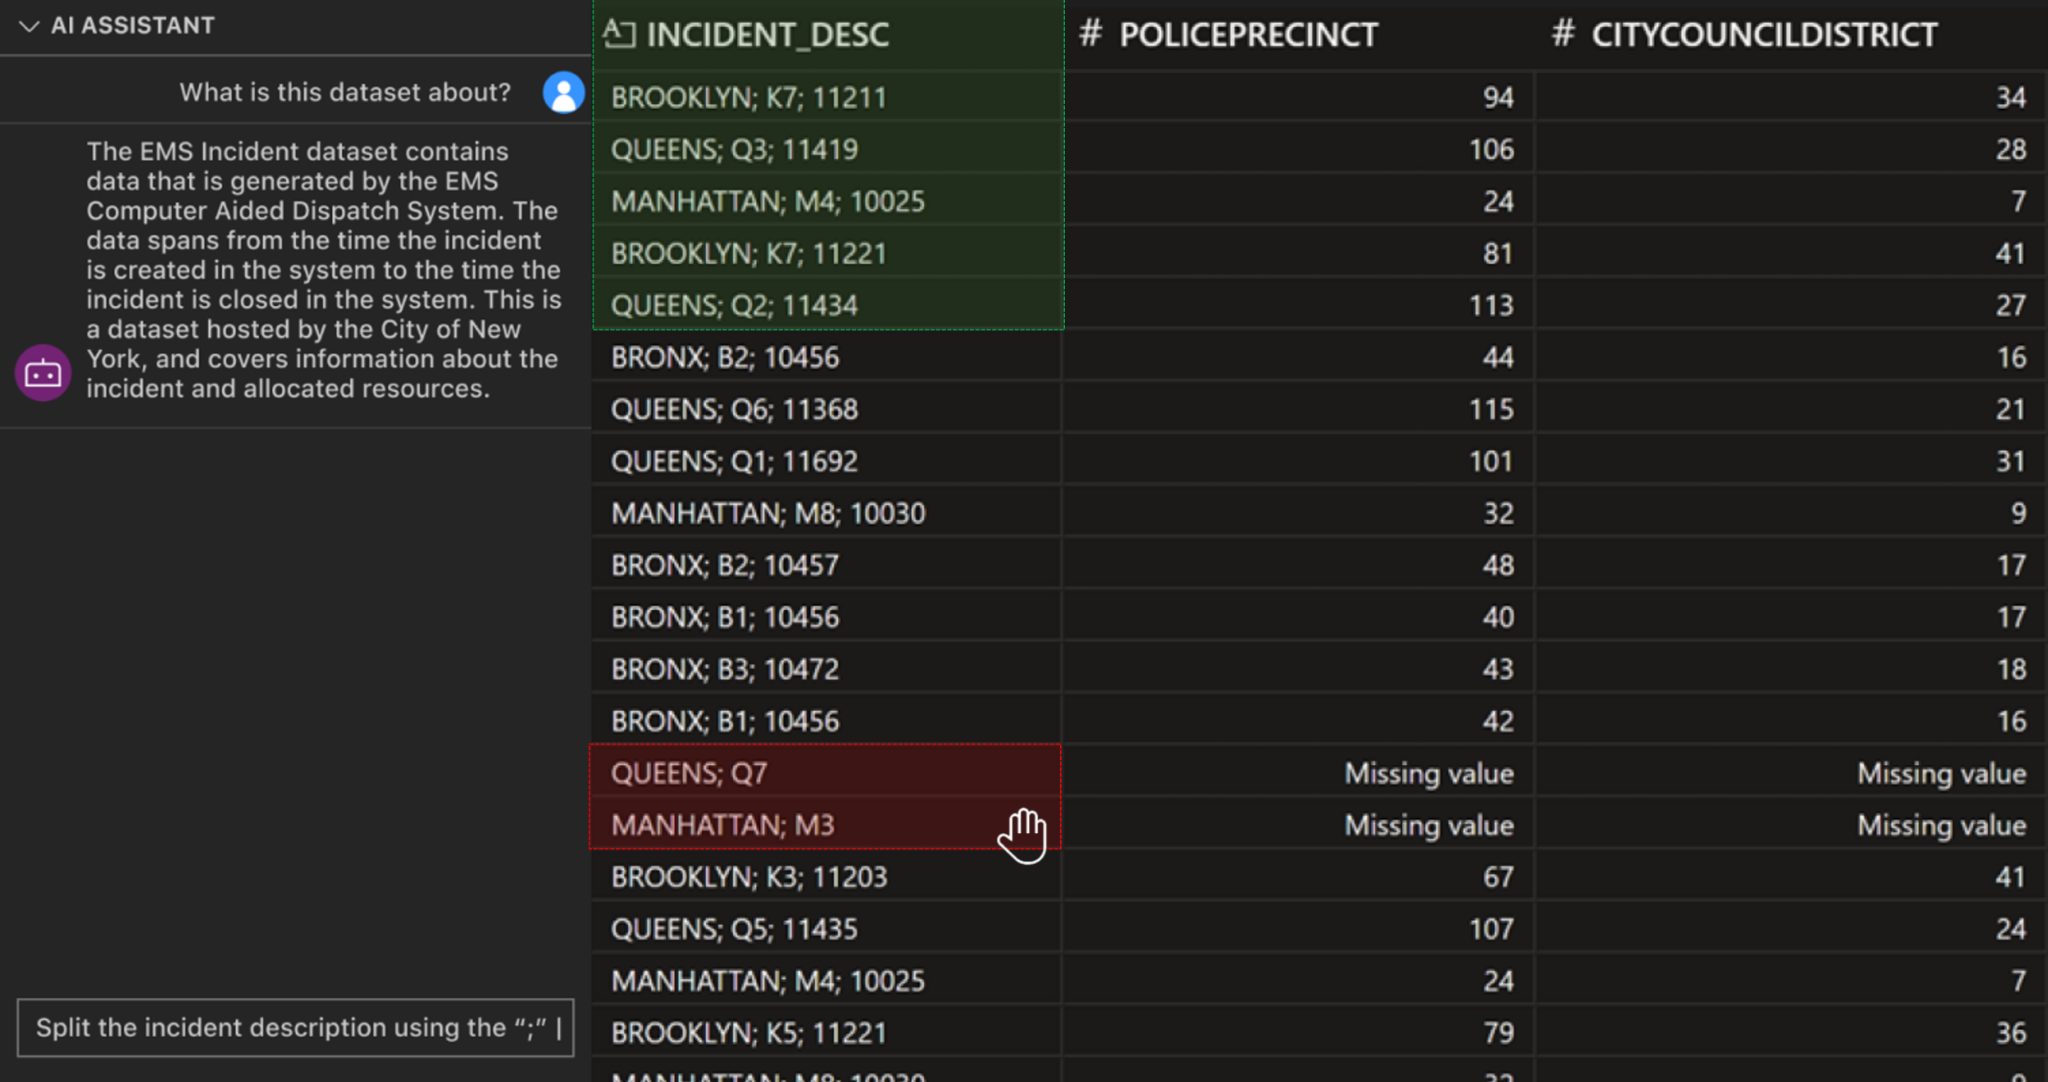 AI ASSISTANT
What is this dataset about?
The EMS Incident dataset contains
data that is generated by the EMS
Computer Aided Dispatch System. The
data spans from the time the incident
is created in the system to the time the
incident is closed in the system. This is
a dataset hosted by the City of New
York, and covers information about the
incident and allocated resources.
Split the incident description using the “;” |
INCIDENT_DESC # POLICEPRECINCT # CITYCOUNCILDISTRICT
BROOKLYN; K7; 11211 94 34
QUEENS; Q3; 11419 106 28
MANHATTAN; M4; 10025 24 7
BROOKLYN; K7; 11221 81 41
QUEENS; Q2; 11434 113 27
BRONX; B2; 10456 44 16
QUEENS; Q6; 11368 115 21
QUEENS; Q1; 11692 101 31
MANHATTAN; M8; 10030 32 9
BRONX; B2; 10457 48 17
BRONX; B1; 10456 40 17
BRONX; B3; 10472 43 18
BRONX; B1; 10456 42 16
QUEENS; Q7 Missing value Missing value
MANHATTAN; M3 Missing value Missing value
BROOKLYN; K3; 11203 67 41
QUEENS; Q5; 11435 107 24
MANHATTAN; M4; 10025 24 7
BROOKLYN; K5; 11221 79 36
MANHATTAN; M8; 10030 32 9